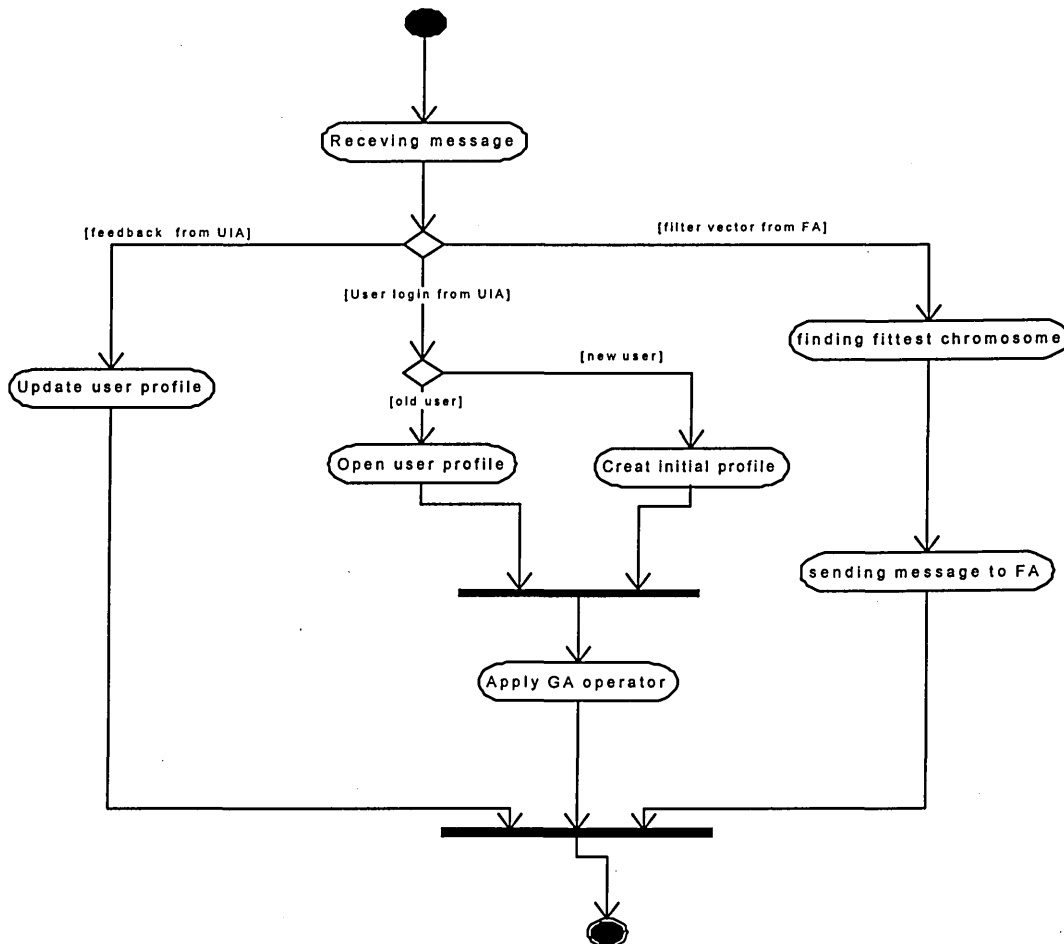 Receving message
[feedback from UIA]
[filter vector from FA]
[User login from UIA]
finding fittest chromosome
[new user]
Update user profile
[old user]
Open user profile
Creat initial profile
sending message to FA
Apply GA operator